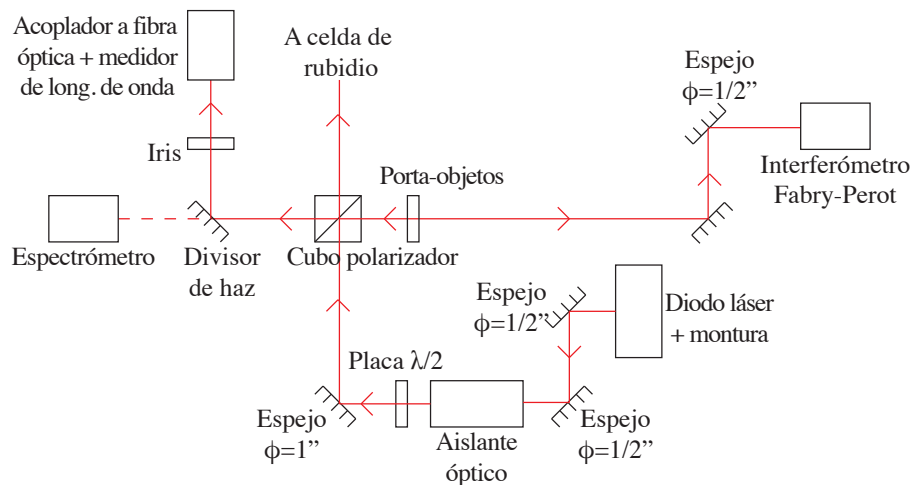 Acoplador a fibra
óptica + medidor
de long. de onda
A celda de
rubidio
Espejo
ϕ=1/2”
Iris
Porta-objetos
Interferómetro
Fabry-Perot
Espectrómetro
Divisor
de haz
Cubo polarizador
Espejo
ϕ=1/2”
Diodo láser
+ montura
Placa λ/2
Espejo
ϕ=1”
Aislante
óptico
Espejo
ϕ=1/2”